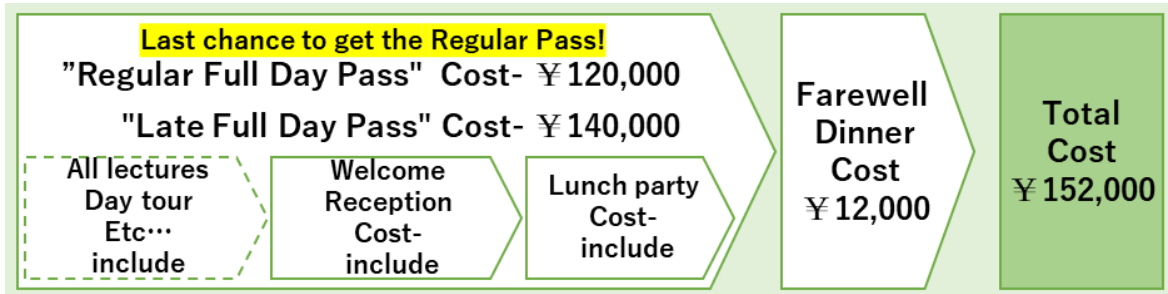 Last chance to get the Regular Pass!
”Regular Full Day Pass" Cost- ￥120,000
"Late Full Day Pass" Cost- ￥140,000
All lectures
Day tour
Etc…
include
Welcome
Reception
Cost-
include
Lunch party
Cost-
include
Farewell
Dinner
Cost
￥12,000
Total
Cost
￥152,000